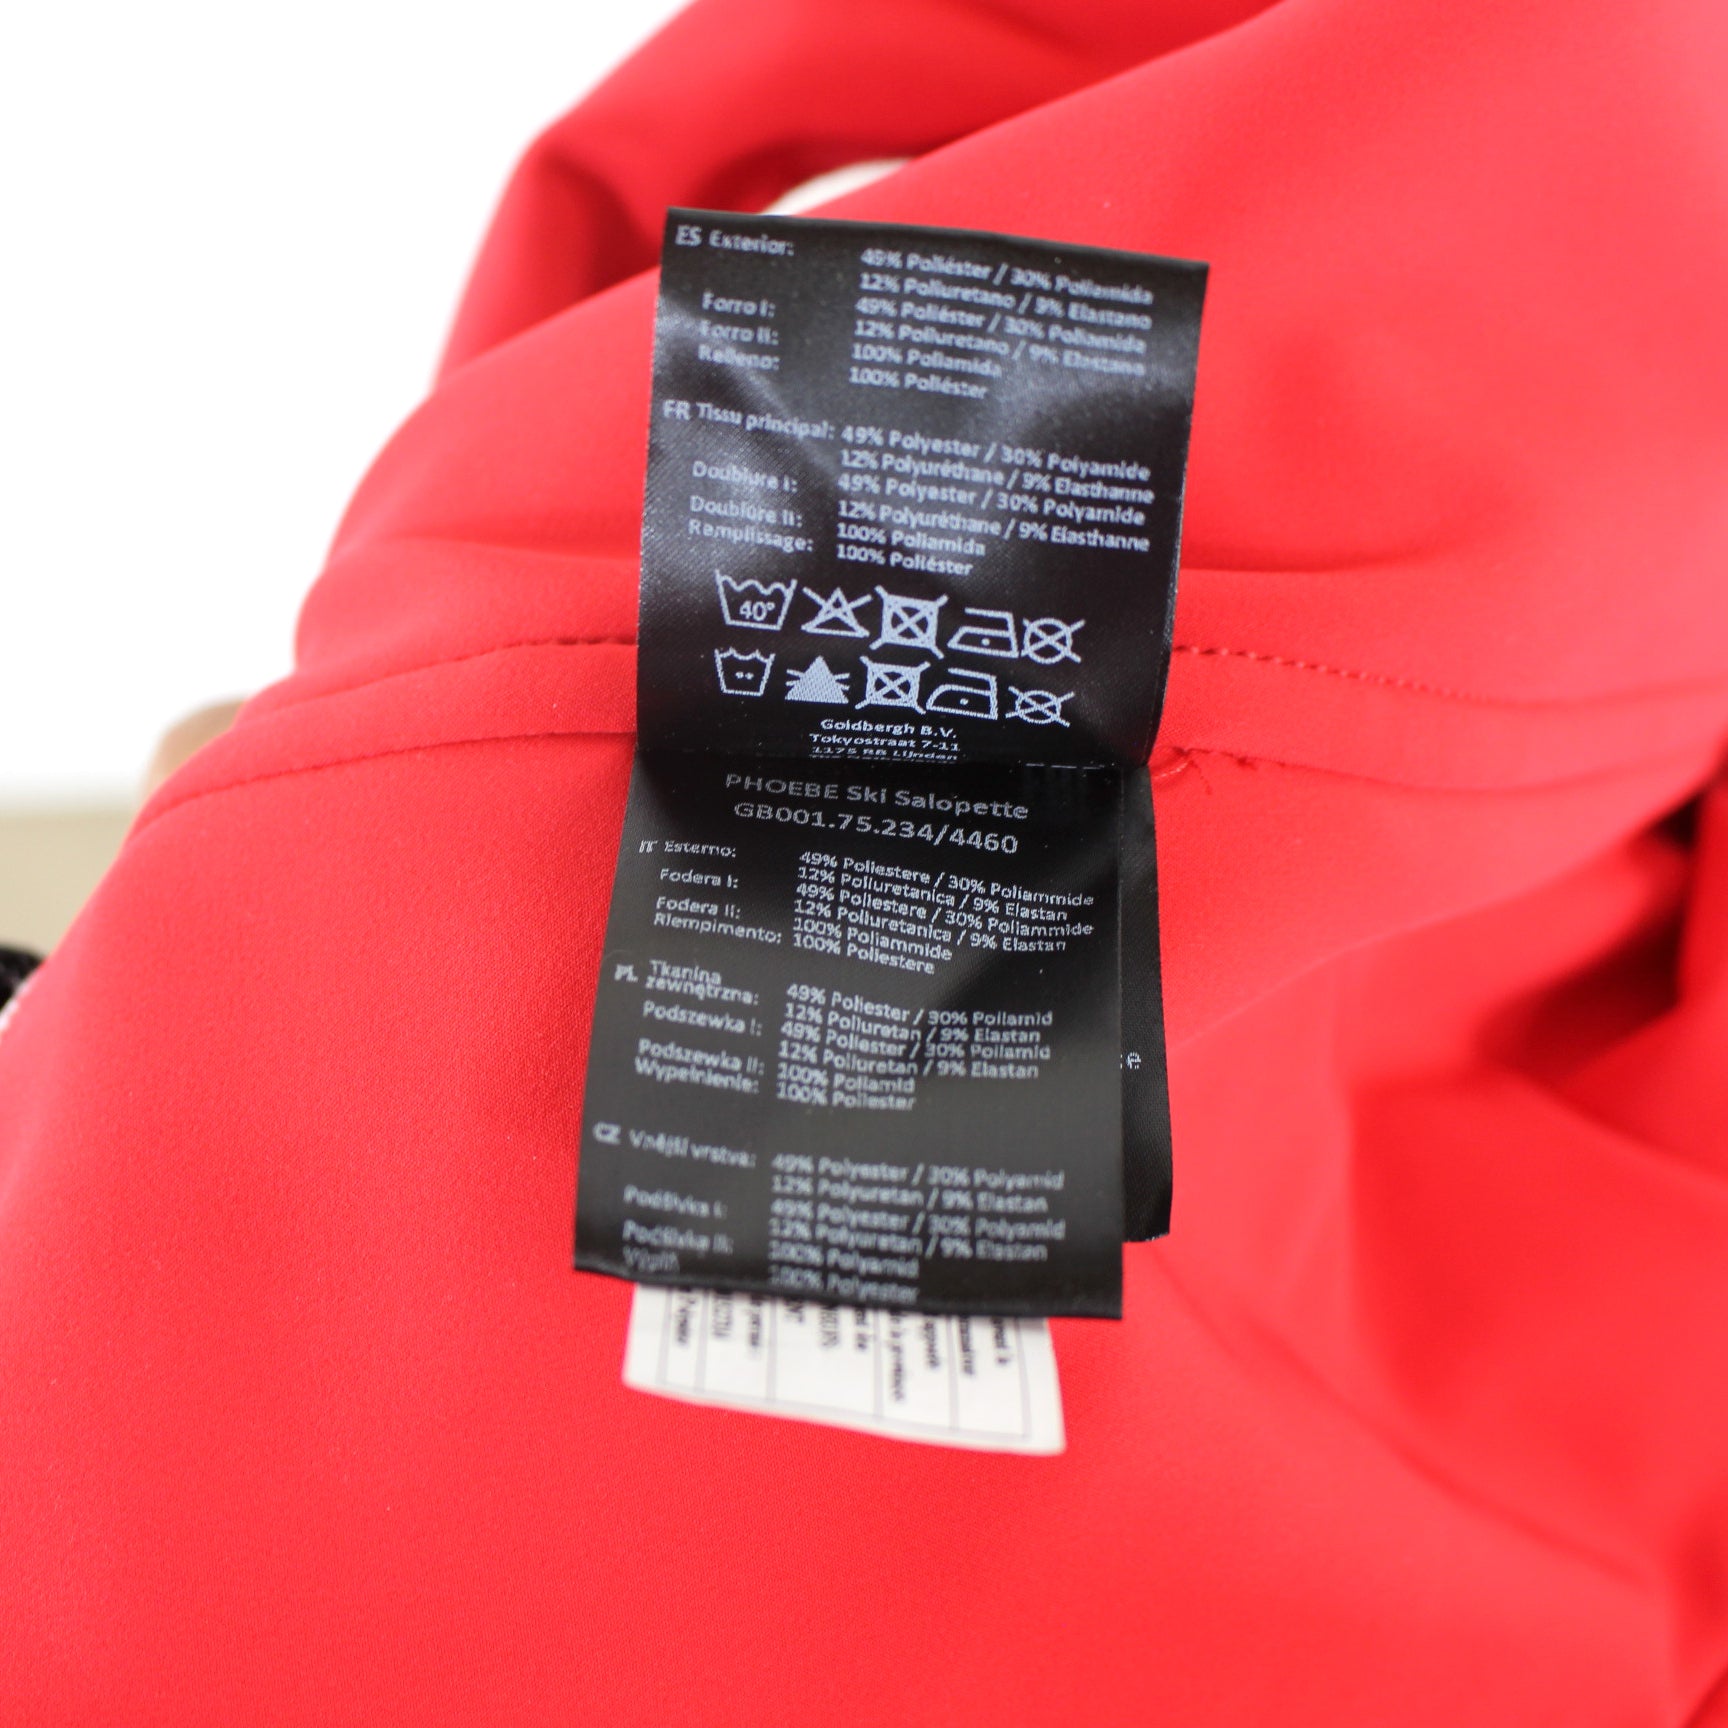 ES Exterior: 49% Poliéster / 30% Poliamida
12% Poliuretano / 9% Elastano
Forro I: 49% Poliéster / 30% Poliamida
12% Poliuretano / 9% Elastano
Forro II: 100% Poliamida
Relleno: 100% Poliéster
FR Tissu principal: 49% Polyester / 30% Polyamide
12% Polyuréthane / 9% Elasthanne
Doublure I: 49% Polyester / 30% Polyamide
12% Polyuréthane / 9% Elasthanne
Doublure II: 100% Poliamida
Remplissage: 100% Poliéster
40°
Goldbergh B.V.
Tokyostraat 7-11
1175 RB Lijnden
PHOEBE Ski Salopette
GB001.75.234/4460
IT Esterno: 49% Poliestere / 30% Poliammide
12% Poliuretanica / 9% Elastan
Fodera I: 49% Poliestere / 30% Poliammide
12% Poliuretanica / 9% Elastan
Fodera II: 100% Poliammide
Riempimento: 100% Poliestere
PL Tkanina
zewnętrzna: 49% Poliester / 30% Poliamid
12% Poliuretan / 9% Elastan
Podszewka I: 49% Poliester / 30% Poliamid
12% Poliuretan / 9% Elastan
Podszewka II: 100% Poliamid
Wypełnienie: 100% Poliester
CZ Vnější vrstva: 49% Polyester / 30% Polyamid
12% Polyuretan / 9% Elastan
Podšívka I: 49% Polyester / 30% Polyamid
12% Polyuretan / 9% Elastan
Podšívka II: 100% Polyamid
100% Polyester